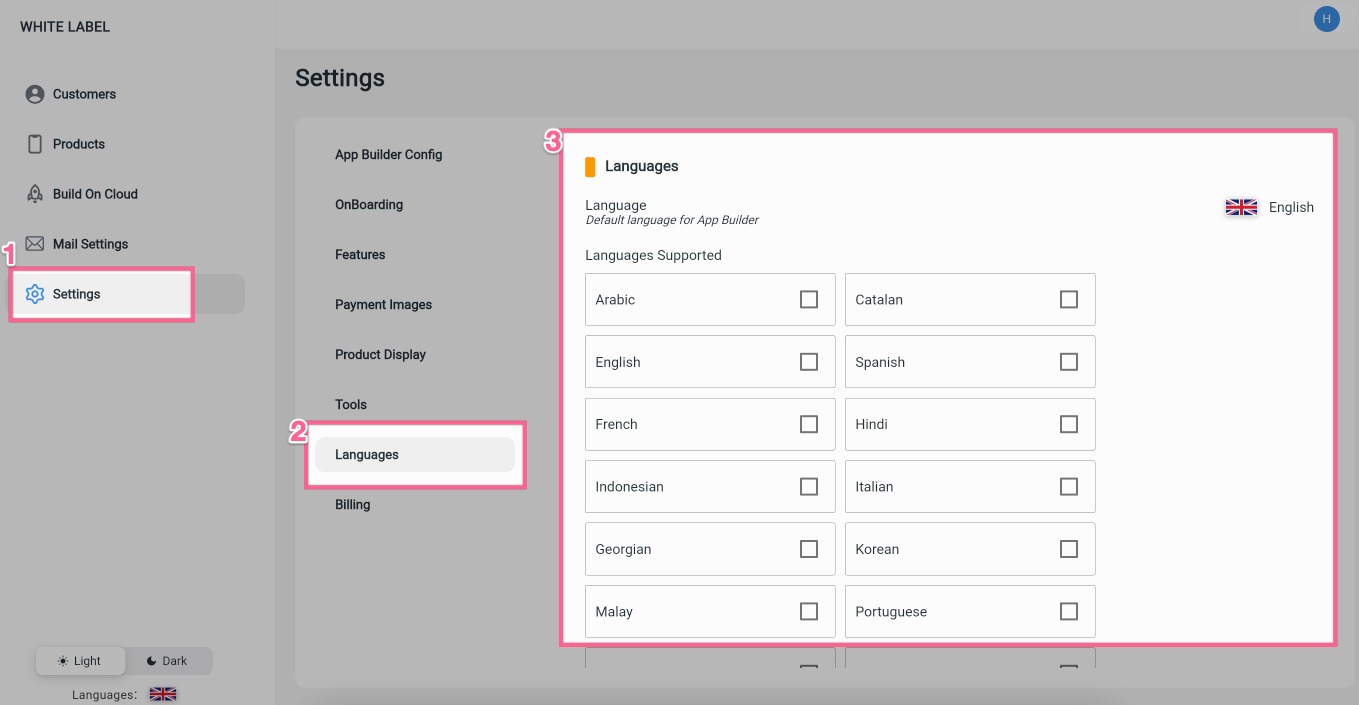 WHITE LABEL
H
Customers
Products
Build On Cloud
Mail Settings
1
Settings
Light
Dark
Languages:
Settings
App Builder Config
OnBoarding
Features
Payment Images
Product Display
Tools
2
Languages
Billing
3
Languages
Language
Default language for App Builder
English
Languages Supported
Arabic
Catalan
English
Spanish
French
Hindi
Indonesian
Italian
Georgian
Korean
Malay
Portuguese